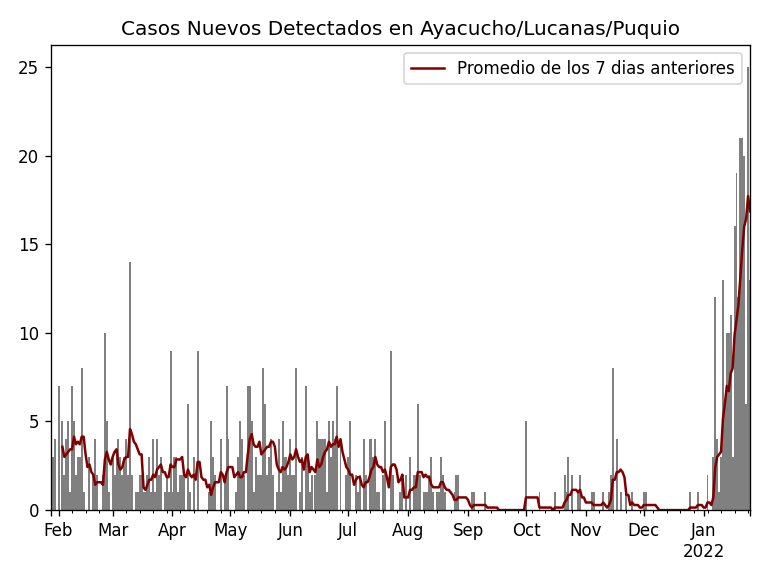 Casos Nuevos Detectados en Ayacucho/Lucanas/Puquio
Promedio de los 7 dias anteriores
25
20
15
10
5
0
Feb Mar Apr May Jun Jul Aug Sep Oct Nov Dec Jan
2022